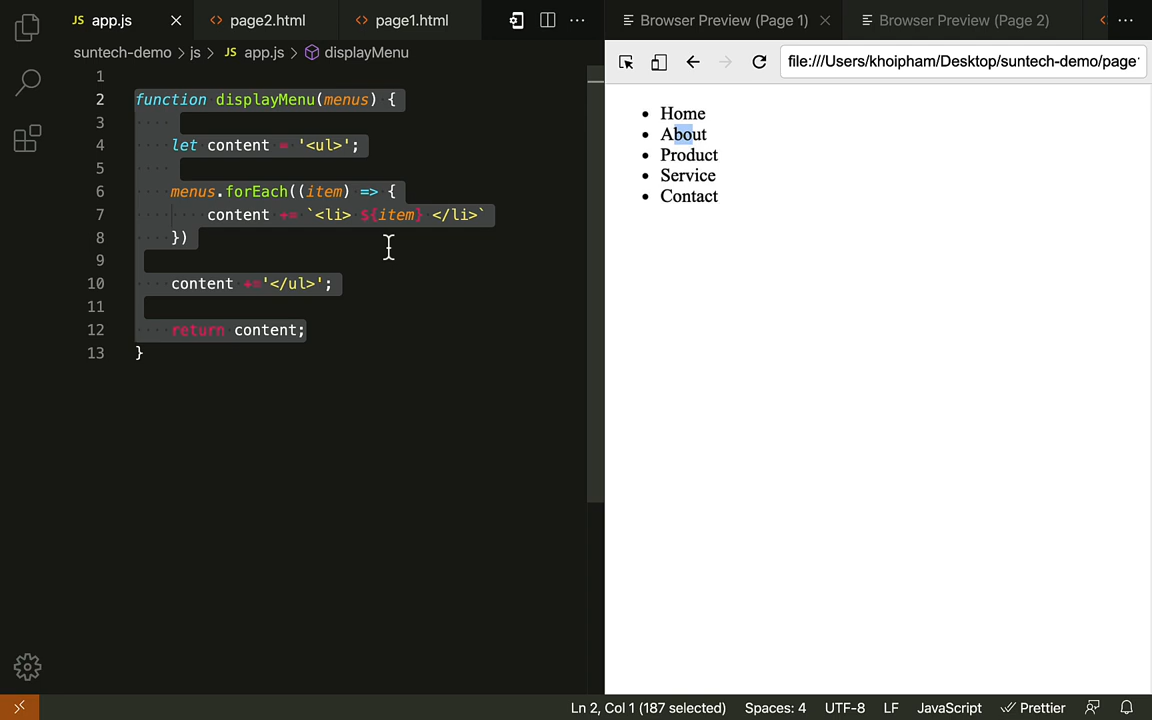 JS app.js
<> page2.html
<> page1.html
suntech-demo > js > JS app.js > displayMenu
1
2 function displayMenu(menus) {
3
4 let content = '<ul>';
5
6 menus.forEach((item) => {
7 content += `<li> ${item} </li>`
8 })
9
10 content +='</ul>';
11
12 return content;
13 }
Browser Preview (Page 1)
Browser Preview (Page 2)
file:///Users/khoipham/Desktop/suntech-demo/page
• Home
• About
• Product
• Service
• Contact
Ln 2, Col 1 (187 selected) Spaces: 4 UTF-8 LF JavaScript Prettier